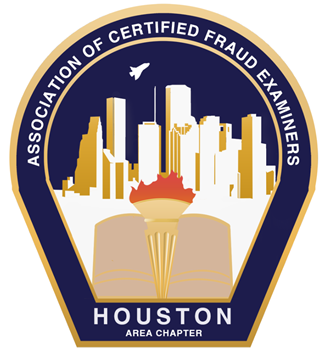 ASSOCIATION OF CERTIFIED FRAUD EXAMINERS
HOUSTON
AREA CHAPTER